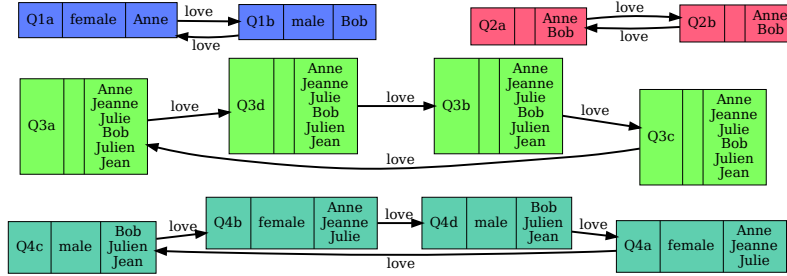 Q1a female Anne
love
love
Q1b male Bob
Q2a Anne
Bob
love
love
Q2b Anne
Bob
Q3a Anne
Jeanne
Julie
Bob
Julien
Jean
love
Q3d Anne
Jeanne
Julie
Bob
Julien
Jean
love
Q3b Anne
Jeanne
Julie
Bob
Julien
Jean
love
Q3c Anne
Jeanne
Julie
Bob
Julien
Jean
love
Q4c male Bob
Julien
Jean
love
Q4b female Anne
Jeanne
Julie
love
Q4d male Bob
Julien
Jean
love
Q4a female Anne
Jeanne
Julie
love